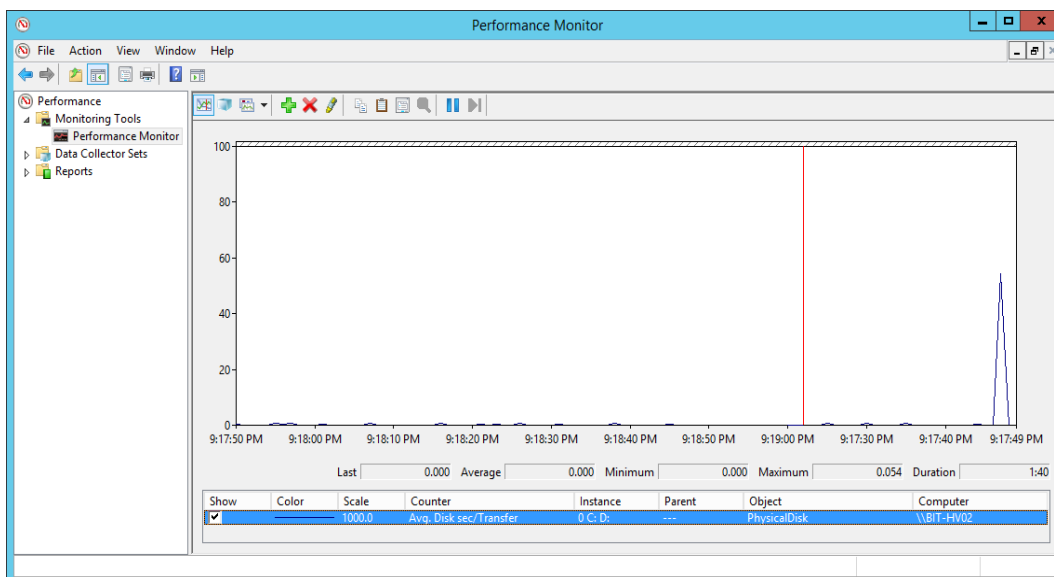 Performance Monitor
File Action View Window Help
Performance
Monitoring Tools
Performance Monitor
Data Collector Sets
Reports
100
80
60
40
20
0
9:17:50 PM 9:18:00 PM 9:18:10 PM 9:18:20 PM 9:18:30 PM 9:18:40 PM 9:18:50 PM 9:19:00 PM 9:17:30 PM 9:17:40 PM 9:17:49 PM
Last 0.000 Average 0.000 Minimum 0.000 Maximum 0.054 Duration 1:40
Show Color Scale Counter Instance Parent Object Computer
1000.0 Avg. Disk sec/Transfer 0 C: D: --- PhysicalDisk \\BIT-HV02